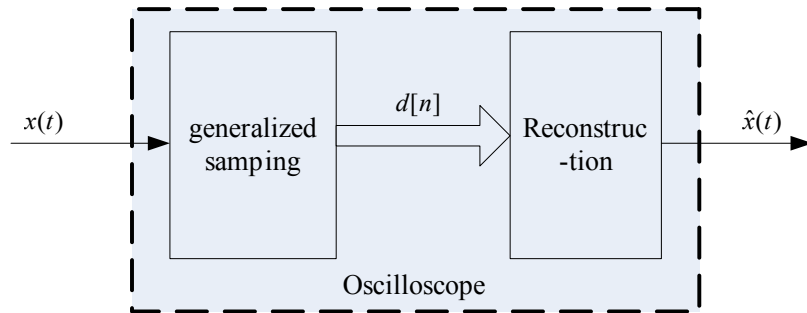 x(t)
generalized
samping
d[n]
Reconstruc
-tion
x̂(t)
Oscilloscope